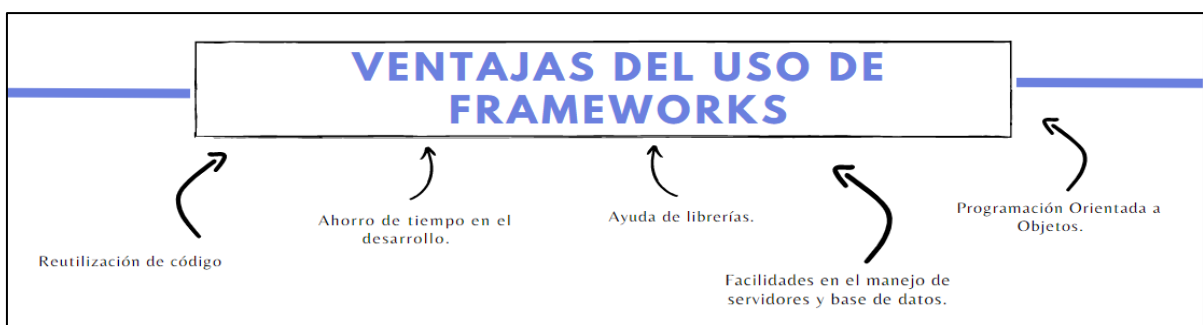 VENTAJAS DEL USO DE
FRAMEWORKS
Reutilización de código
Ahorro de tiempo en el
desarrollo.
Ayuda de librerías.
Facilidades en el manejo de
servidores y base de datos.
Programación Orientada a
Objetos.